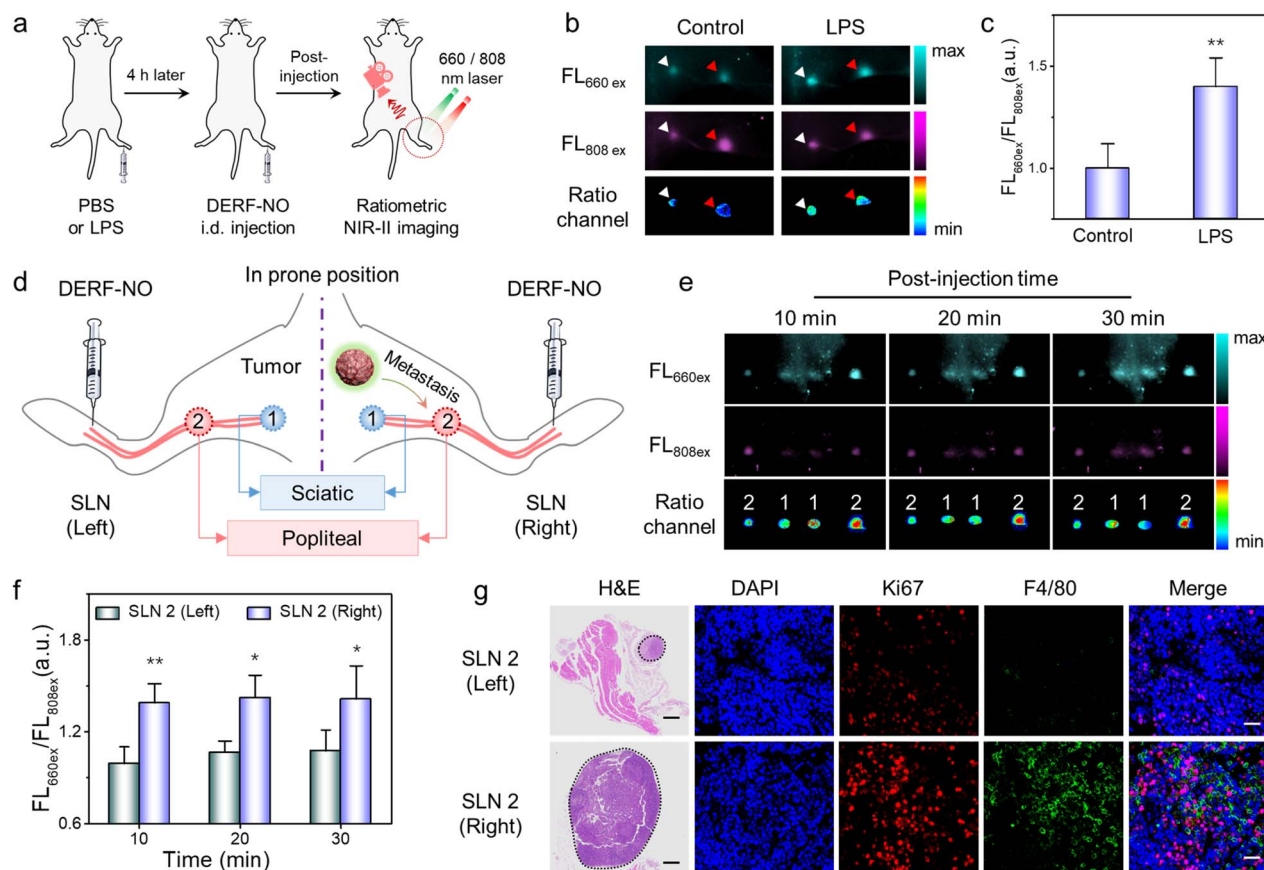 a
4 h later
Post-
injection
660 / 808
nm laser
PBS
or LPS
DERF-NO
i.d. injection
Ratiometric
NIR-II imaging
b
Control
LPS
FL660 ex
FL808 ex
Ratio
channel
max
min
c
FL660ex/FL808ex(a.u.)
1.5
1.0
**
Control
LPS
d
In prone position
DERF-NO
DERF-NO
Tumor
Metastasis
2
1
1
2
SLN
(Left)
Sciatic
Popliteal
SLN
(Right)
e
Post-injection time
10 min
20 min
30 min
FL660ex
FL808ex
Ratio
channel
2 1 1 2
2 1 1 2
2 1 1 2
max
min
f
SLN 2 (Left)
SLN 2 (Right)
FL660ex/FL808ex(a.u.)
1.8
1.2
0.6
**
*
*
10
20
30
Time (min)
g
H&E
DAPI
Ki67
F4/80
Merge
SLN 2
(Left)
SLN 2
(Right)